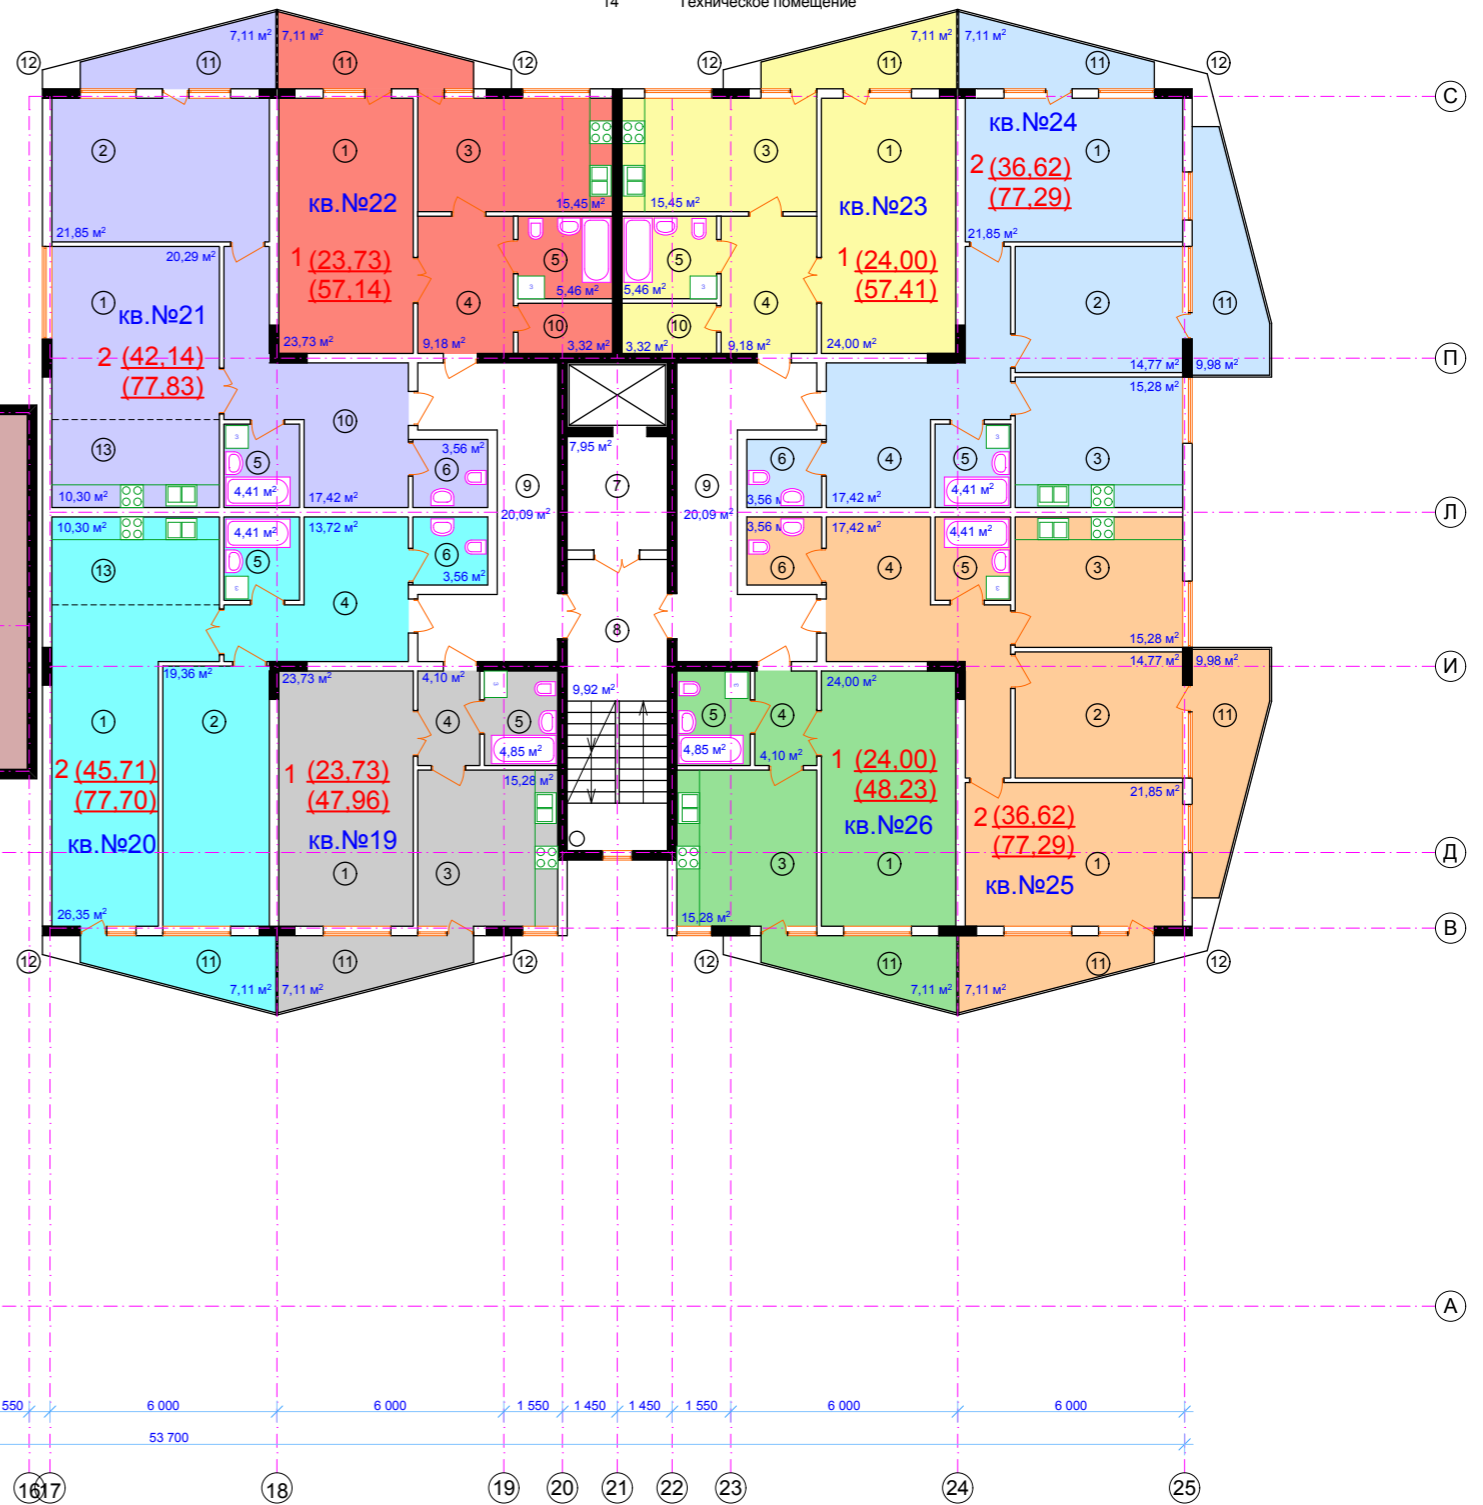 14 Техническое помещение
7,11 м² 7,11 м² 7,11 м² 7,11 м²
12 11 11 12 12 11 11 12
С
2 1 3 3 1 кв.№24 1
2 (36,62)
(77,29)
кв.№22 кв.№23
15,45 м² 15,45 м²
21,85 м² 21,85 м²
20,29 м²
1 (23,73)
(57,14)
5 5
1 (24,00)
(57,41)
5,46 м² 5,46 м²
1 кв.№21 4 4 2 11
10 10
23,73 м² 9,18 м² 3,32 м² 3,32 м² 9,18 м² 24,00 м²
2 (42,14)
(77,83)
П
14,77 м² 9,98 м²
15,28 м²
13 10 3,56 м² 7,95 м²
5 6 6 4 5 3
9 7 9
10,30 м² 4,41 м² 17,42 м² 3,56 м 17,42 м² 4,41 м²
20,09 м² 20,09 м²
Л
10,30 м² 4,41 м² 13,72 м² 3,56 м 17,42 м² 4,41 м²
13 5 6 6 4 5 3
3,56 м²
4 8
15,28 м²
14,77 м² 9,98 м²
И
19,36 м² 23,73 м² 4,10 м² 9,92 м² 24,00 м²
1 2 4 5 5 4 2 11
4,85 м² 4,85 м² 4,10 м²
2 (45,71)
(77,70)
1 (23,73)
(47,96)
15,28 м²
1 (24,00)
(48,23)
21,85 м²
2 (36,62)
(77,29)
кв.№20 кв.№19 кв.№26
Д
1 3 3 1 1
кв.№25
26,35 м² 15,28 м²
В
12 11 11 12 12 11 11 12
7,11 м² 7,11 м² 7,11 м² 7,11 м²
А
550 6 000 6 000 1 550 1 450 1 450 1 550 6 000 6 000
53 700
16 17 18 19 20 21 22 23 24 25